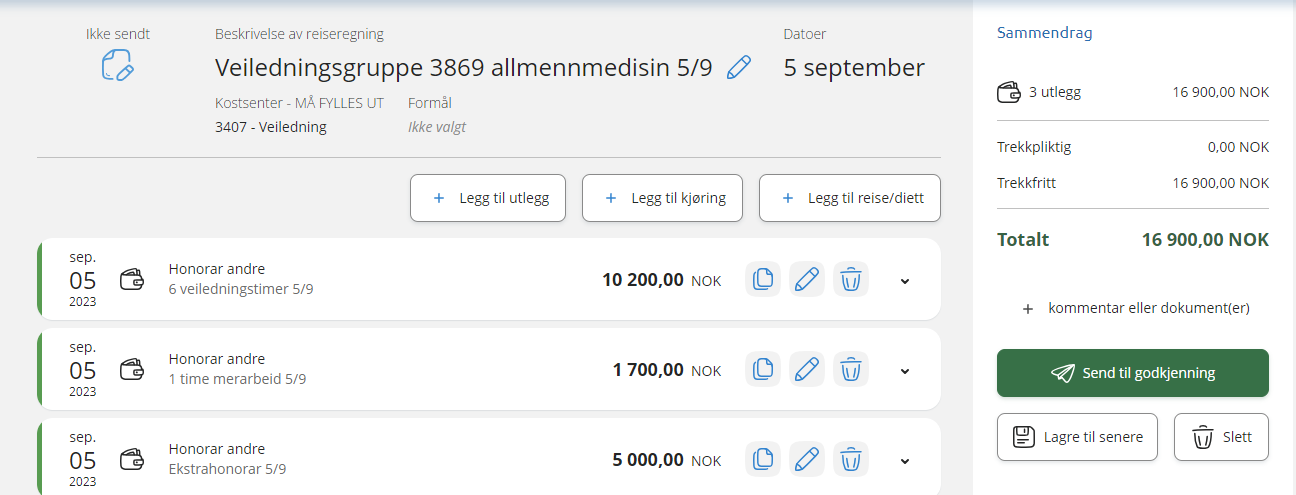 Ikke sendt
Beskrivelse av reiseregning
Veiledningsgruppe 3869 allmennmedisin 5/9
Kostsenter - MÅ FYLLES UT
3407 - Veiledning
Formål
Ikke valgt
Datoer
5 september
+ Legg til utlegg
+ Legg til kjøring
+ Legg til reise/diett
sep.
05
2023
Honorar andre
6 veiledningstimer 5/9
10 200,00 NOK
sep.
05
2023
Honorar andre
1 time merarbeid 5/9
1 700,00 NOK
sep.
05
2023
Honorar andre
Ekstrahonorar 5/9
5 000,00 NOK
Sammendrag
3 utlegg 16 900,00 NOK
Trekkpliktig 0,00 NOK
Trekkfritt 16 900,00 NOK
Totalt 16 900,00 NOK
+ kommentar eller dokument(er)
Send til godkjenning
Lagre til senere
Slett